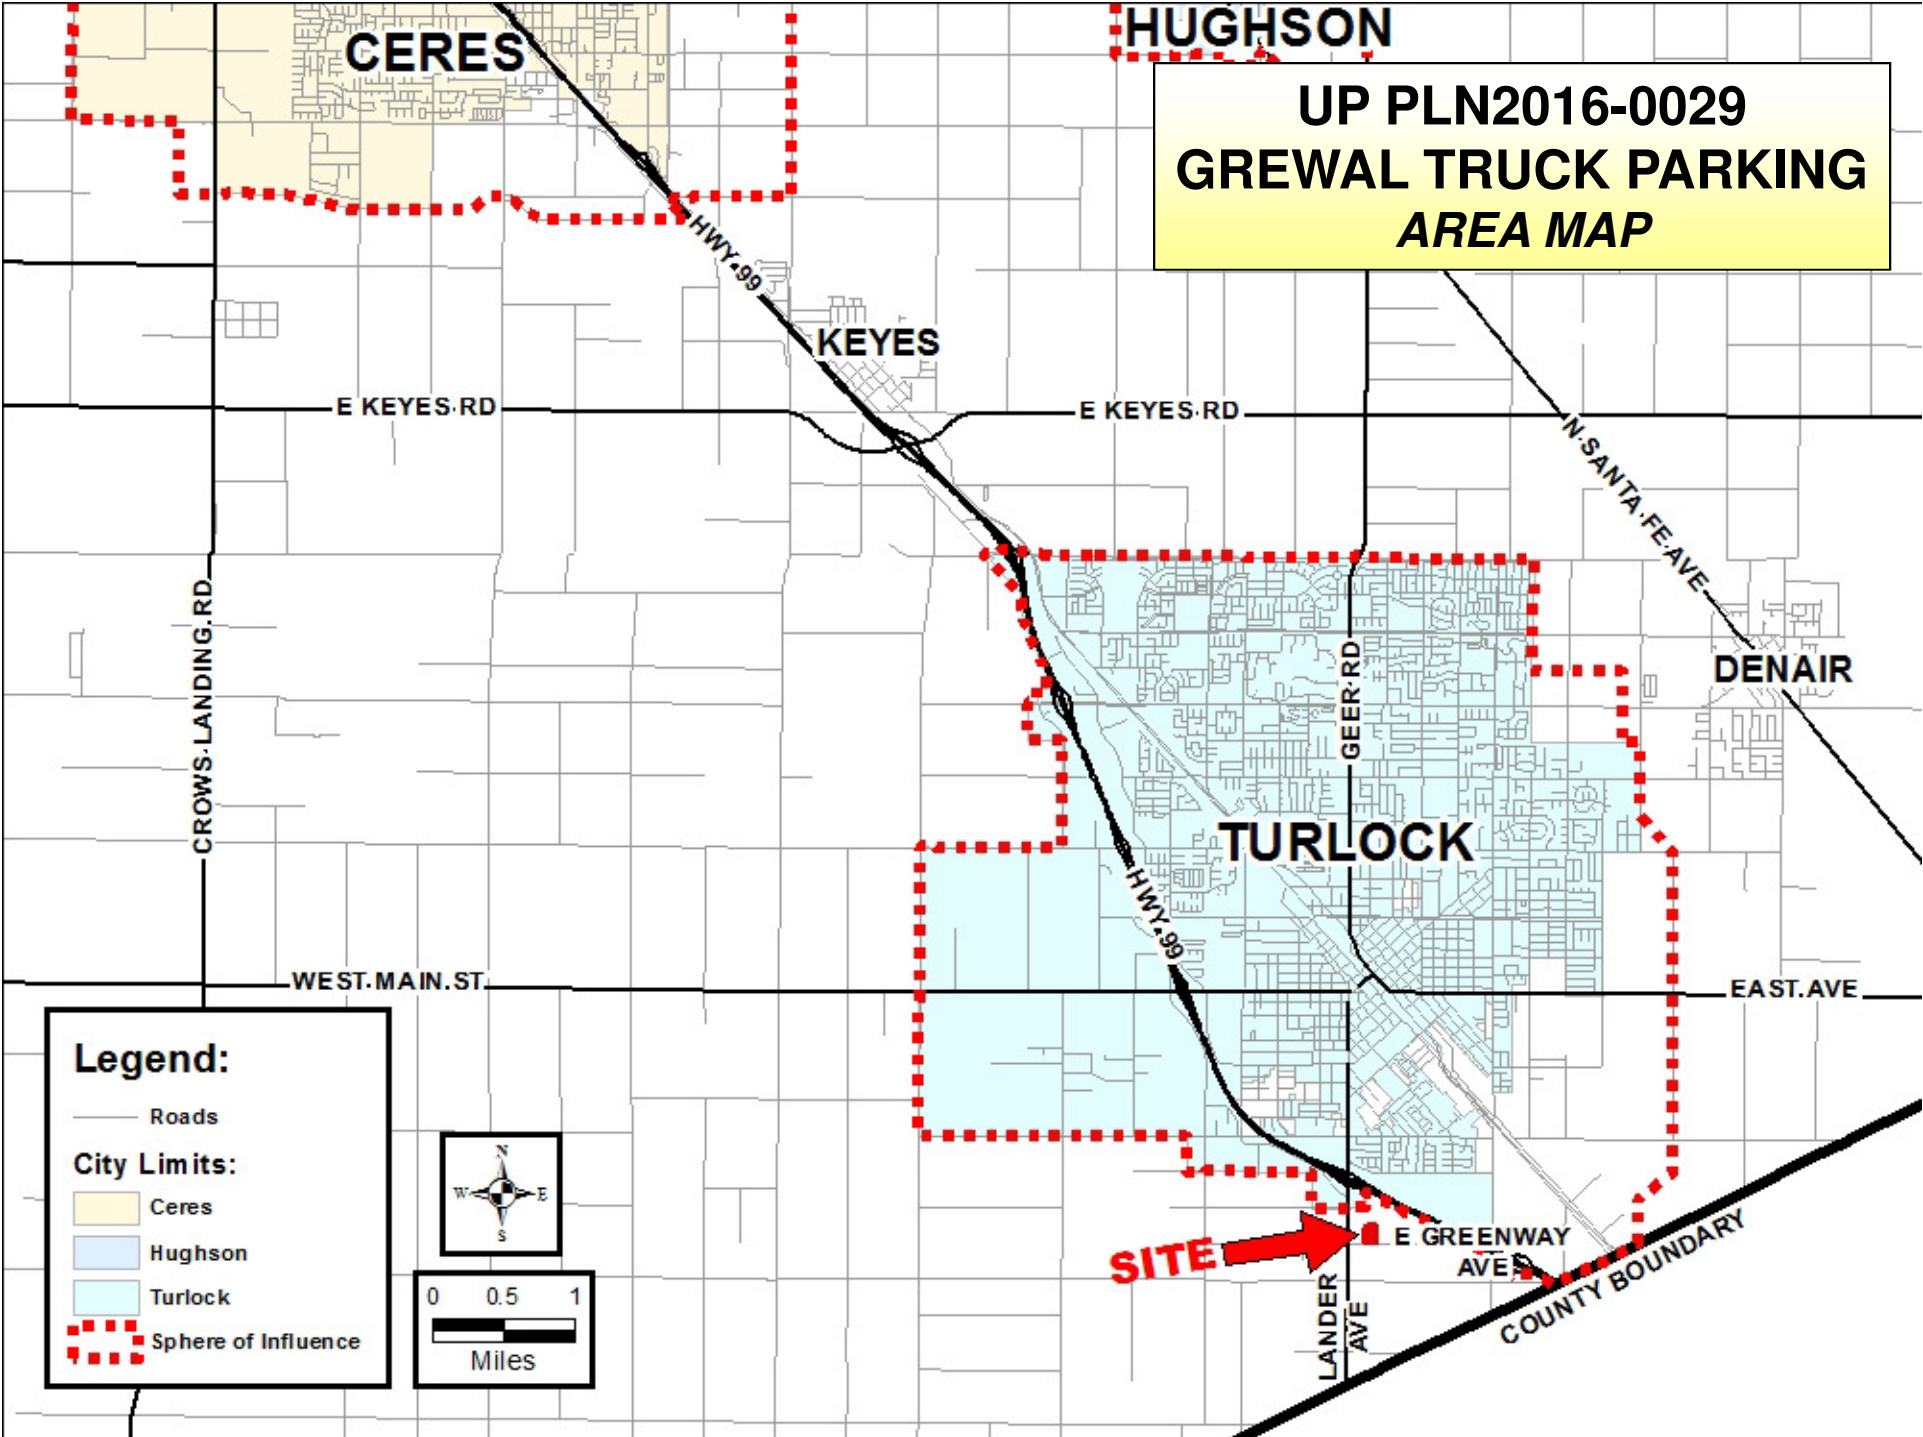 CERES
HUGHSON
UP PLN2016-0029
GREWAL TRUCK PARKING
AREA MAP
HWY 99
KEYES
E KEYES RD
E KEYES RD
N SANTA FE AVE
CROWS LANDING RD
GEER RD
DENAIR
TURLOCK
HWY 99
WEST MAIN ST
EAST AVE
Legend:
Roads
City Limits:
Ceres
Hughson
Turlock
Sphere of Influence
N
W
E
S
0 0.5 1
Miles
SITE
E GREENWAY
AVE
LANDER
AVE
COUNTY BOUNDARY